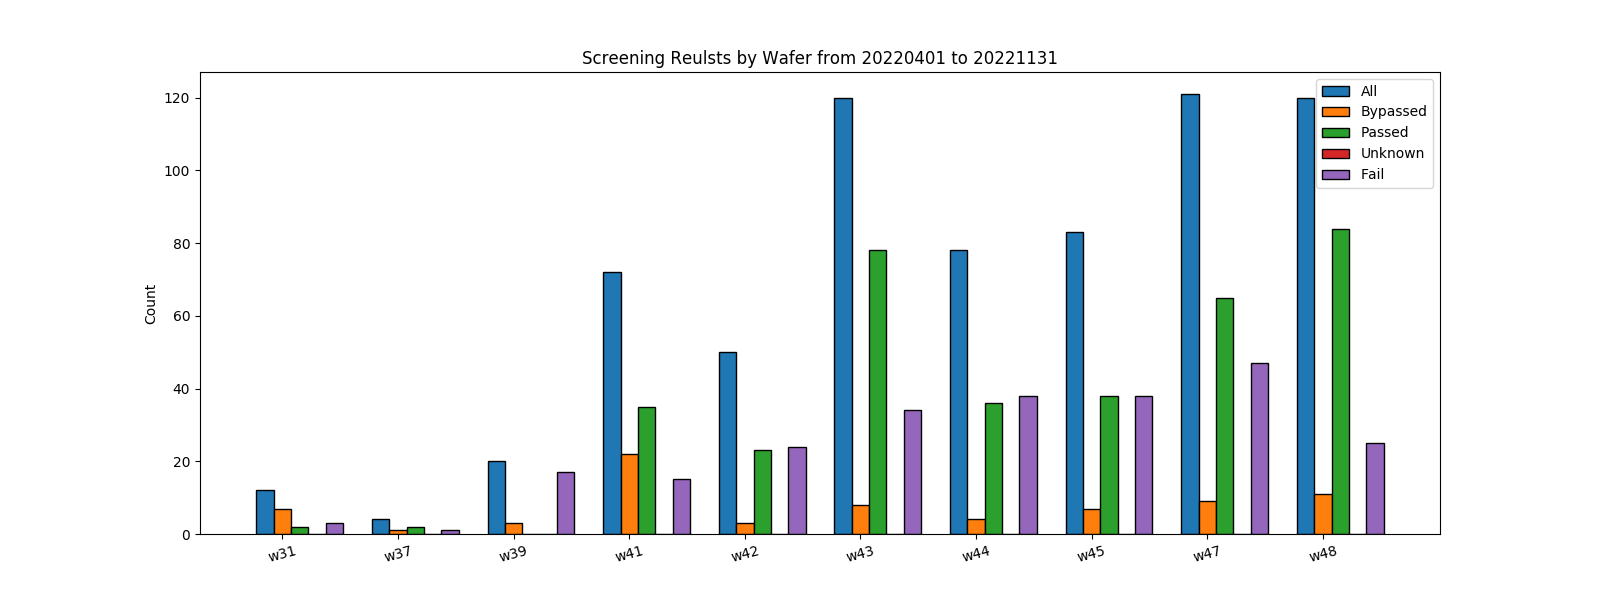 Screening Reulsts by Wafer from 20220401 to 20221131
All
Bypassed
Passed
Unknown
Fail
120
100
80
60
40
20
0
Count
w31 w37 w39 w41 w42 w43 w44 w45 w47 w48